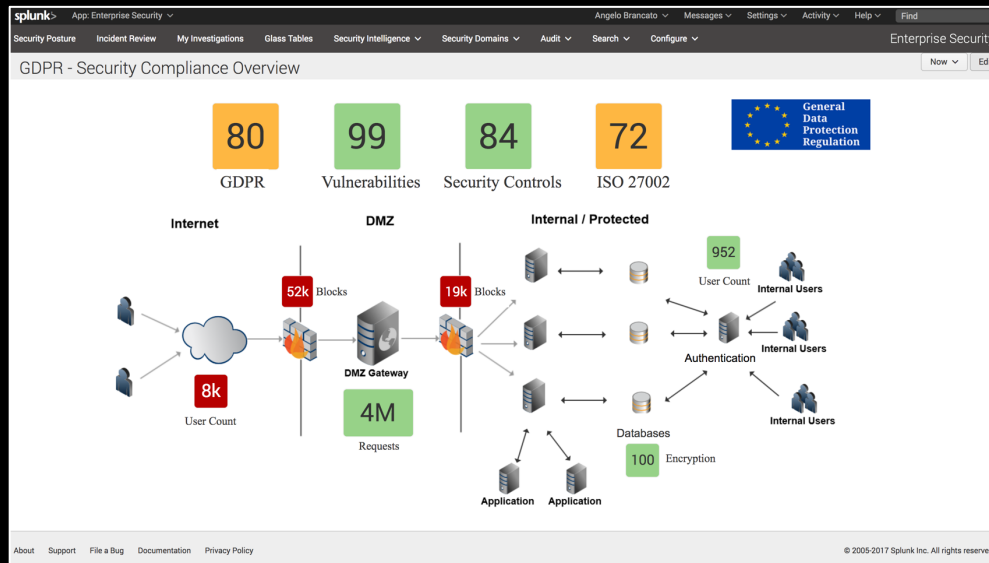 splunk> App: Enterprise Security Angelo Brancato Messages Settings Activity Help Find
Security Posture Incident Review My Investigations Glass Tables Security Intelligence Security Domains Audit Search Configure Enterprise Security
GDPR - Security Compliance Overview Now
80 99 84 72
GDPR Vulnerabilities Security Controls ISO 27002
General
Data
Protection
Regulation
Internet DMZ Internal / Protected
952
User Count
Internal Users
52k Blocks
19k Blocks
Internal Users
Authentication
DMZ Gateway
8k
User Count
4M
Requests
Internal Users
Databases
100 Encryption
Application Application
About Support File a Bug Documentation Privacy Policy © 2005-2017 Splunk Inc. All rights reserve